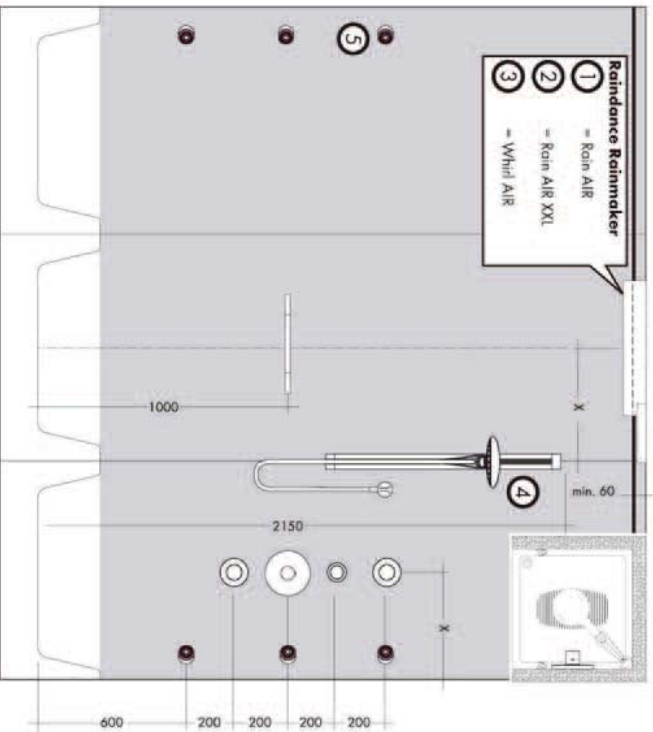 Raindance Rainmaker
1 = Rain AIR
2 = Rain AIR XXL
3 = Whirl AIR
5
4
1000
x
min. 60
2150
x
600
200
200
200
200